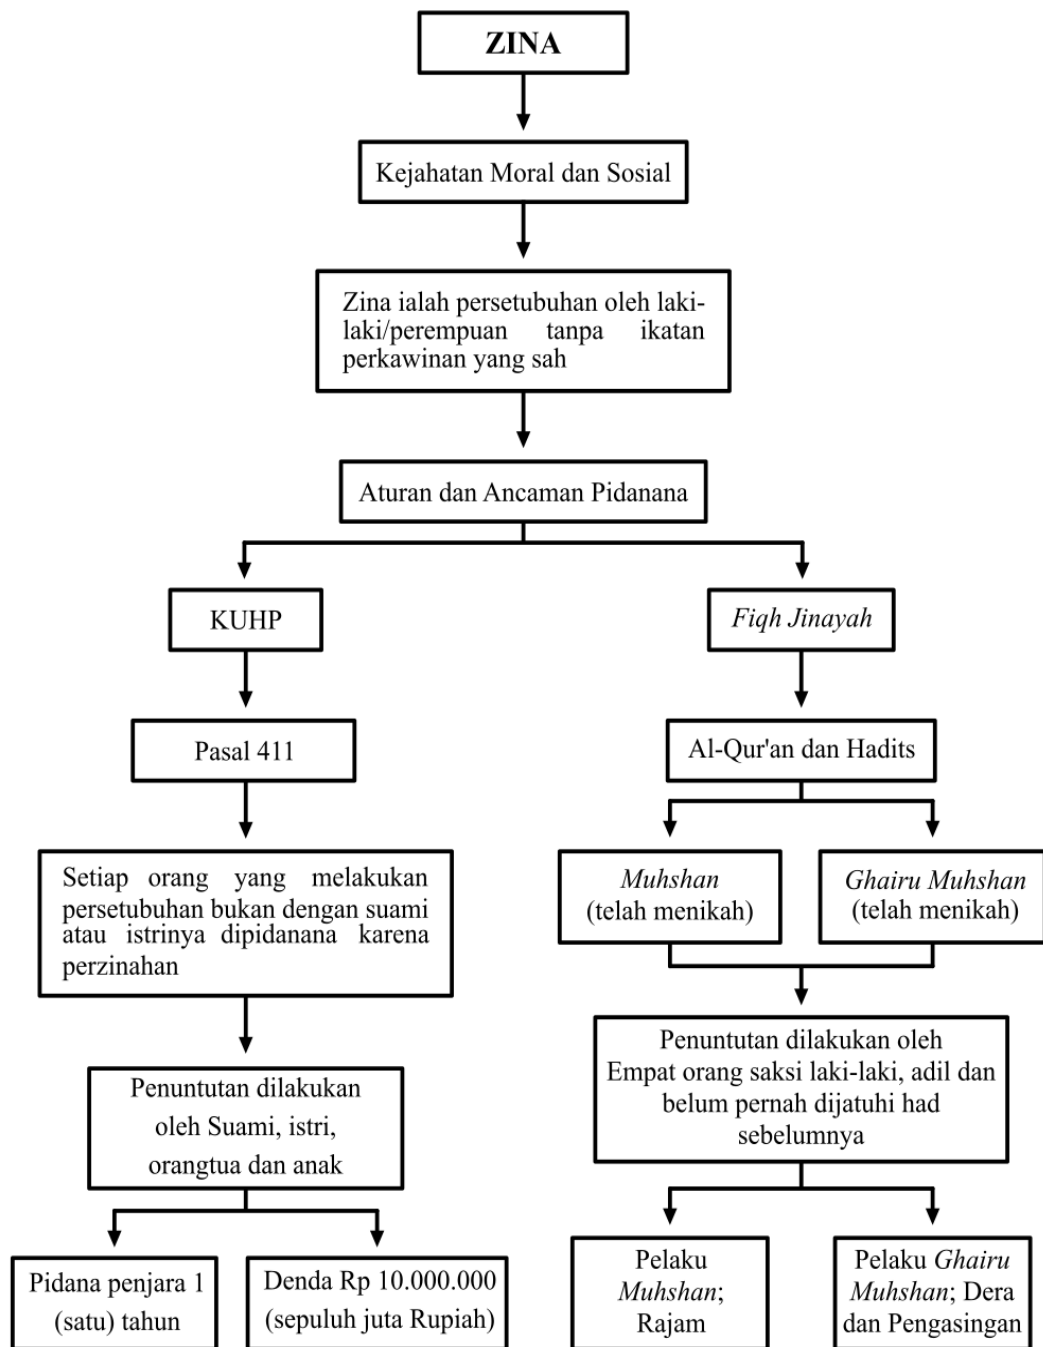 ZINA
Kejahatan Moral dan Sosial
Zina ialah persetubuhan oleh laki-
laki/perempuan tanpa ikatan
perkawinan yang sah
Aturan dan Ancaman Pidanana
KUHP
Fiqh Jinayah
Pasal 411
Al-Qur'an dan Hadits
Setiap orang yang melakukan
persetubuhan bukan dengan suami
atau istrinya dipidanana karena
perzinahan
Muhshan
(telah menikah)
Ghairu Muhshan
(telah menikah)
Penuntutan dilakukan
oleh Suami, istri,
orangtua dan anak
Penuntutan dilakukan oleh
Empat orang saksi laki-laki, adil dan
belum pernah dijatuhi had
sebelumnya
Pidana penjara 1
(satu) tahun
Denda Rp 10.000.000
(sepuluh juta Rupiah)
Pelaku
Muhshan;
Rajam
Pelaku Ghairu
Muhshan; Dera
dan Pengasingan